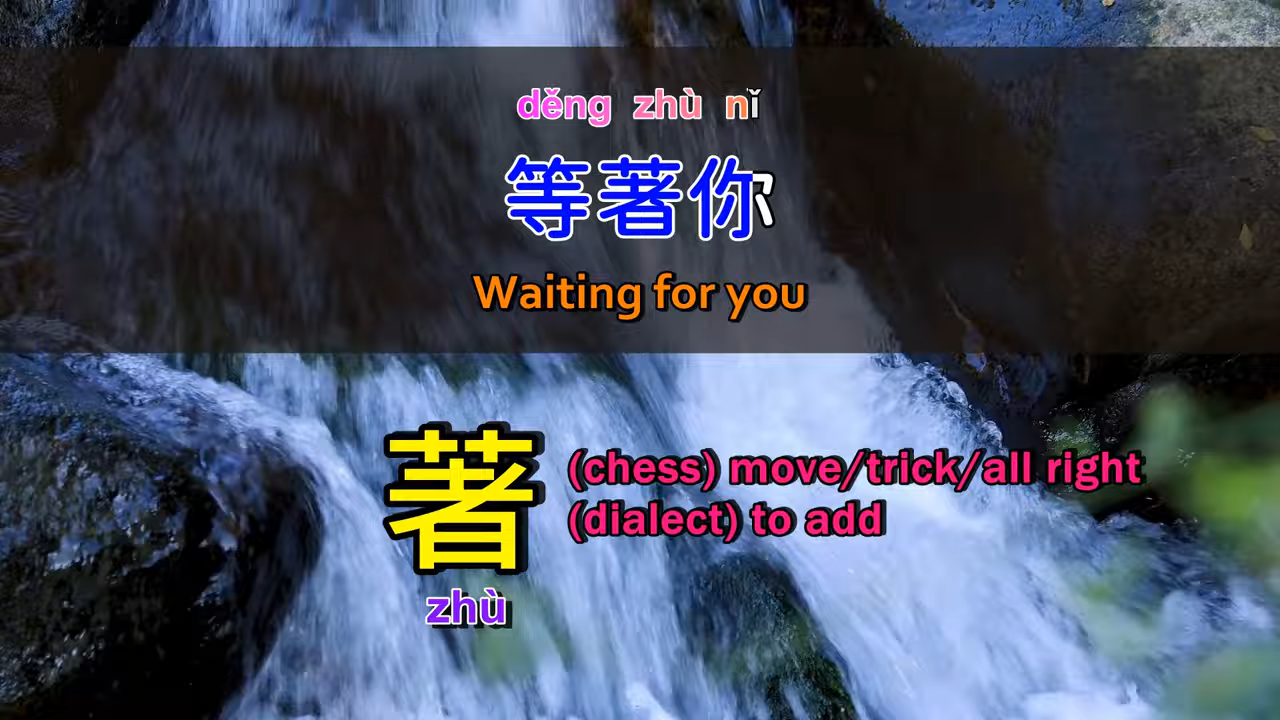 děng zhù nǐ
等著你
Waiting for you
著
(chess) move/trick/all right
(dialect) to add
zhù